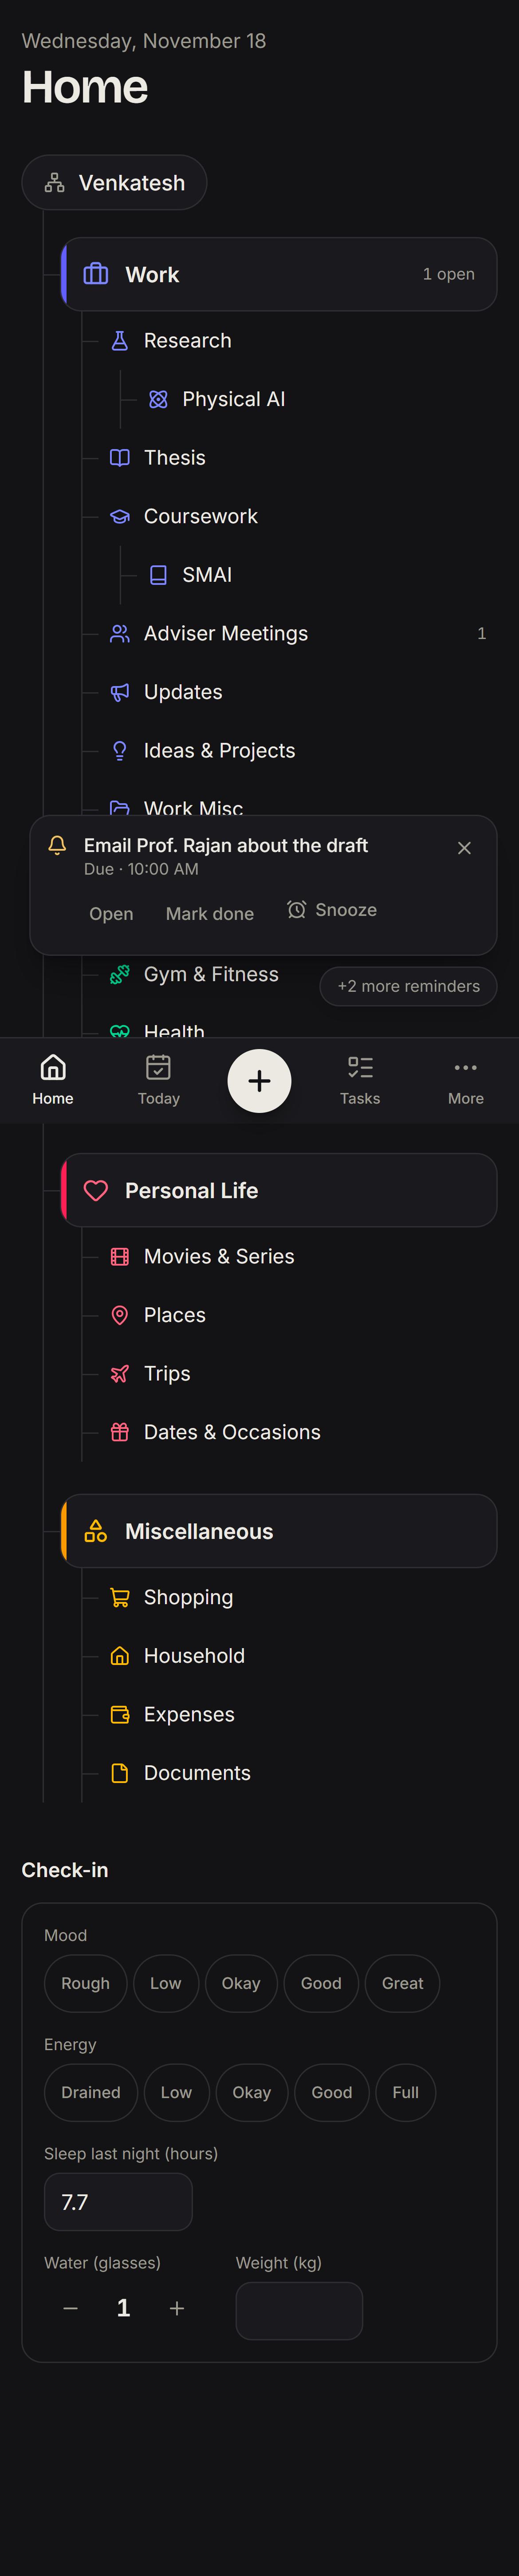 Wednesday, November 18
Home
Venkatesh
Work
1 open
Research
Physical AI
Thesis
Coursework
SMAI
Adviser Meetings
1
Updates
Ideas & Projects
Work Misc
Email Prof. Rajan about the draft
Due · 10:00 AM
Open
Mark done
Snooze
Gym & Fitness
+2 more reminders
Health
Home
Today
Tasks
More
Personal Life
Movies & Series
Places
Trips
Dates & Occasions
Miscellaneous
Shopping
Household
Expenses
Documents
Check-in
Mood
Rough
Low
Okay
Good
Great
Energy
Drained
Low
Okay
Good
Full
Sleep last night (hours)
7.7
Water (glasses)
Weight (kg)
1